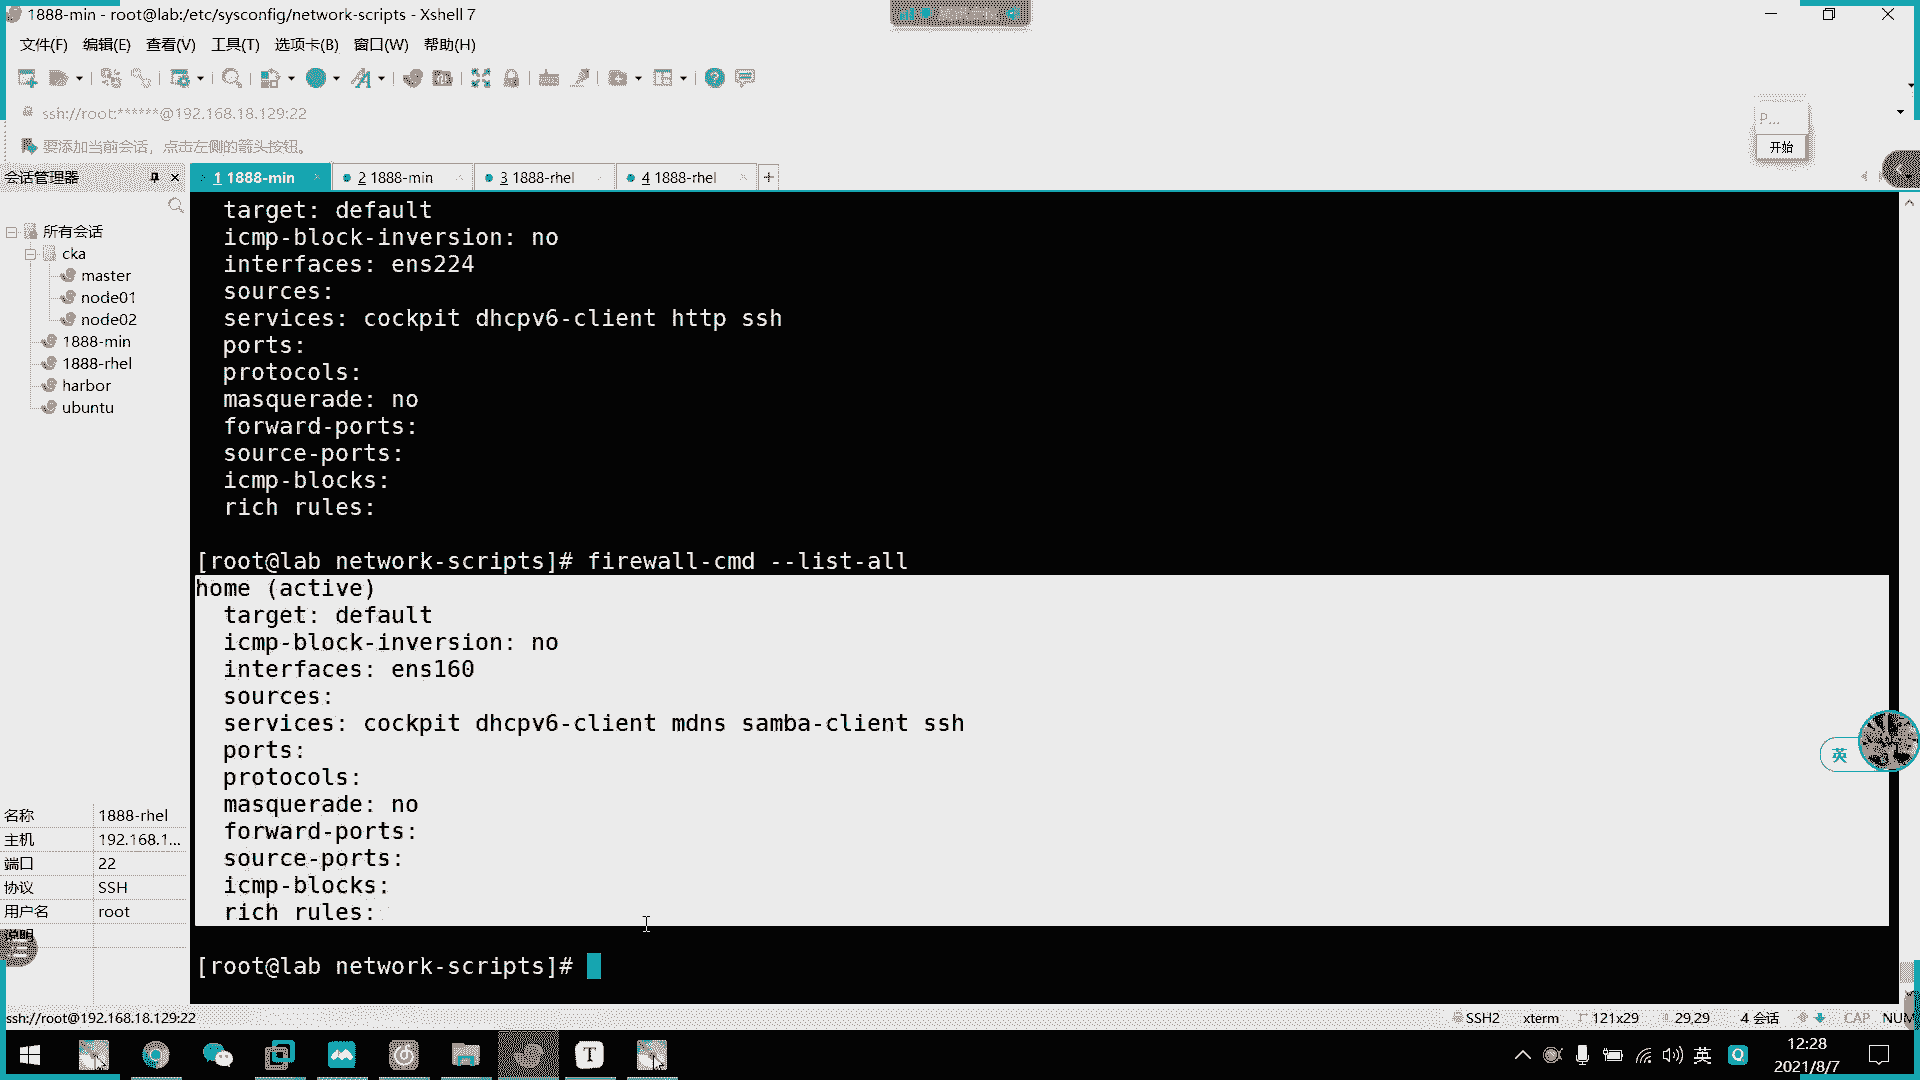 1888-min - root@lab:/etc/sysconfig/network-scripts - Xshell 7
文件(F) 编辑(E) 查看(V) 工具(T) 选项卡(B) 窗口(W) 帮助(H)
ssh://root:******@192.168.18.129:22
要添加当前会话，点击左侧的箭头按钮。
P...
开始
会话管理器
1 1888-min
2 1888-min
3 1888-rhel
4 1888-rhel
所有会话
cka
master
node01
node02
1888-min
1888-rhel
harbor
ubuntu
target: default
icmp-block-inversion: no
interfaces: ens224
sources:
services: cockpit dhcpv6-client http ssh
ports:
protocols:
masquerade: no
forward-ports:
source-ports:
icmp-blocks:
rich rules:
[root@lab network-scripts]# firewall-cmd --list-all
home (active)
target: default
icmp-block-inversion: no
interfaces: ens160
sources:
services: cockpit dhcpv6-client mdns samba-client ssh
ports:
protocols:
masquerade: no
forward-ports:
source-ports:
icmp-blocks:
rich rules:
[root@lab network-scripts]#
名称 1888-rhel
主机 192.168.1...
端口 22
协议 SSH
用户名 root
说明
英
ssh://root@192.168.18.129:22
SSH2 xterm 121x29 29,29 4 会话 CAP NUM
英
12:28
2021/8/7